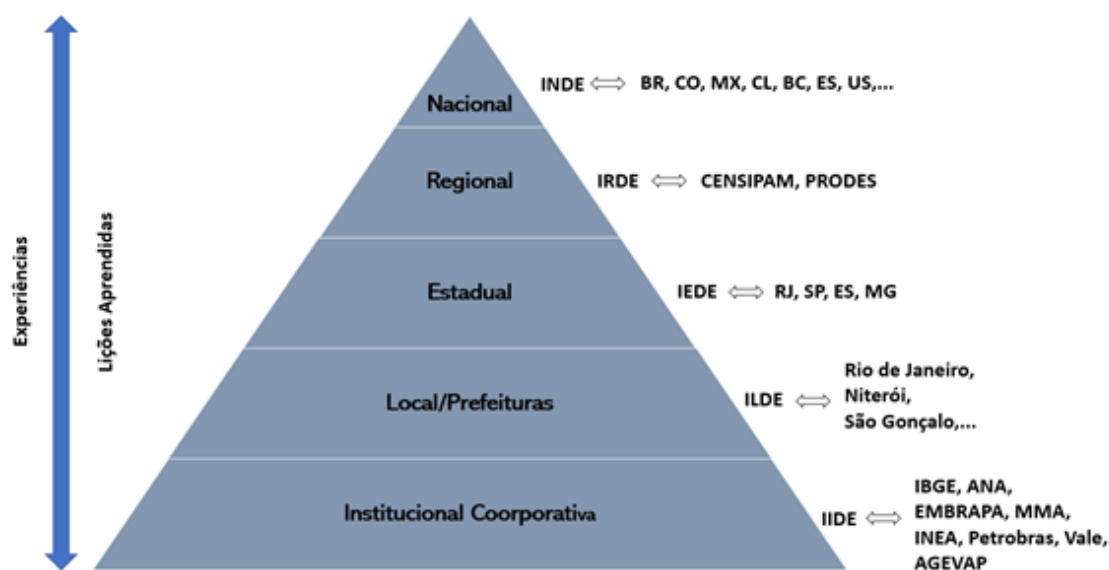 Experiências
Lições Aprendidas
Nacional
INDE
BR, CO, MX, CL, BC, ES, US,...
Regional
IRDE
CENSIPAM, PRODES
Estadual
IEDE
RJ, SP, ES, MG
Local/Prefeituras
ILDE
Rio de Janeiro,
Niterói,
São Gonçalo,...
Institucional Coorporativa
IIDE
IBGE, ANA,
EMBRAPA, MMA,
INEA, Petrobras, Vale,
AGEVAP